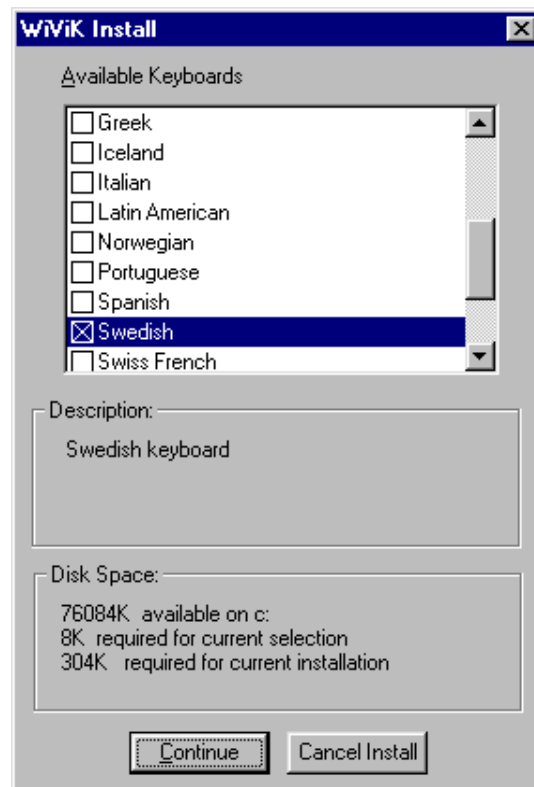 WiViK Install
Available Keyboards
Greek
Iceland
Italian
Latin American
Norwegian
Portuguese
Spanish
Swedish
Swiss French
Description:
Swedish keyboard
Disk Space:
76084K available on c:
8K required for current selection
304K required for current installation
Continue
Cancel Install